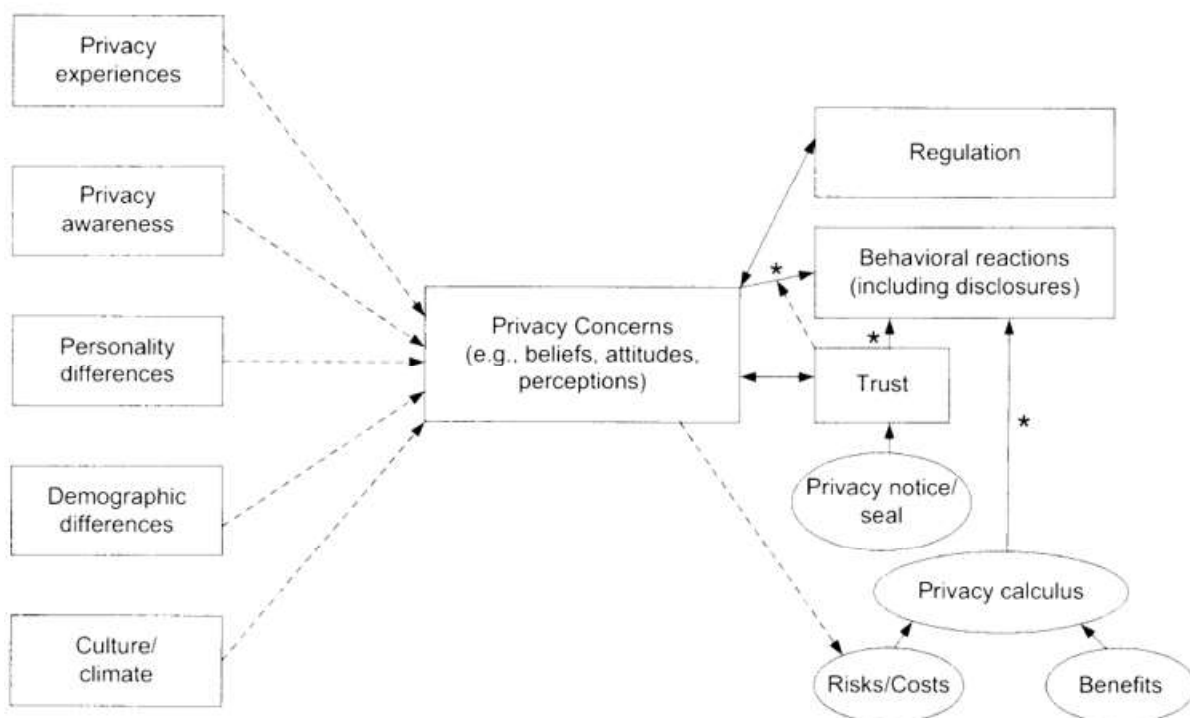 Privacy
experiences
Privacy
awareness
Personality
differences
Demographic
differences
Culture/
climate
Privacy Concerns
(e.g., beliefs, attitudes,
perceptions)
Regulation
Behavioral reactions
(including disclosures)
*
*
Trust
*
Privacy notice/
seal
Privacy calculus
Risks/Costs
Benefits